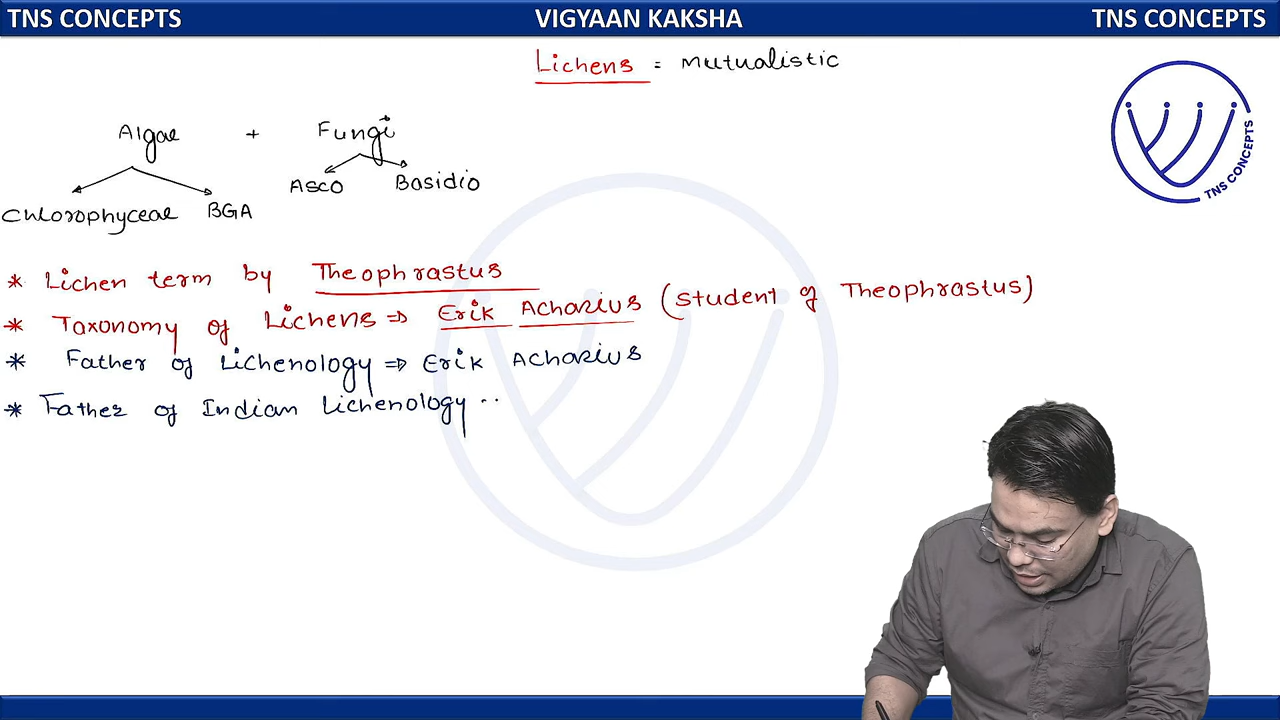 TNS CONCEPTS VIGYAAN KAKSHA TNS CONCEPTS
Lichens = Mutualistic
Algae + Fungi
Asco Basidio
Chlorophyceae BGA
TNS CONCEPTS
* Lichen term by Theophrastus
* Taxonomy of Lichens ⇒ Erik Acharius (student of Theophrastus)
* Father of Lichenology ⇒ Erik Acharius
* Father of Indian Lichenology ..